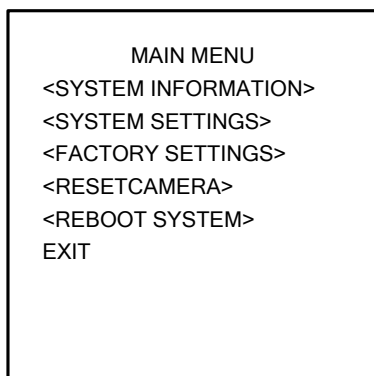 MAIN MENU
<SYSTEM INFORMATION>
<SYSTEM SETTINGS>
<FACTORY SETTINGS>
<RESETCAMERA>
<REBOOT SYSTEM>
EXIT